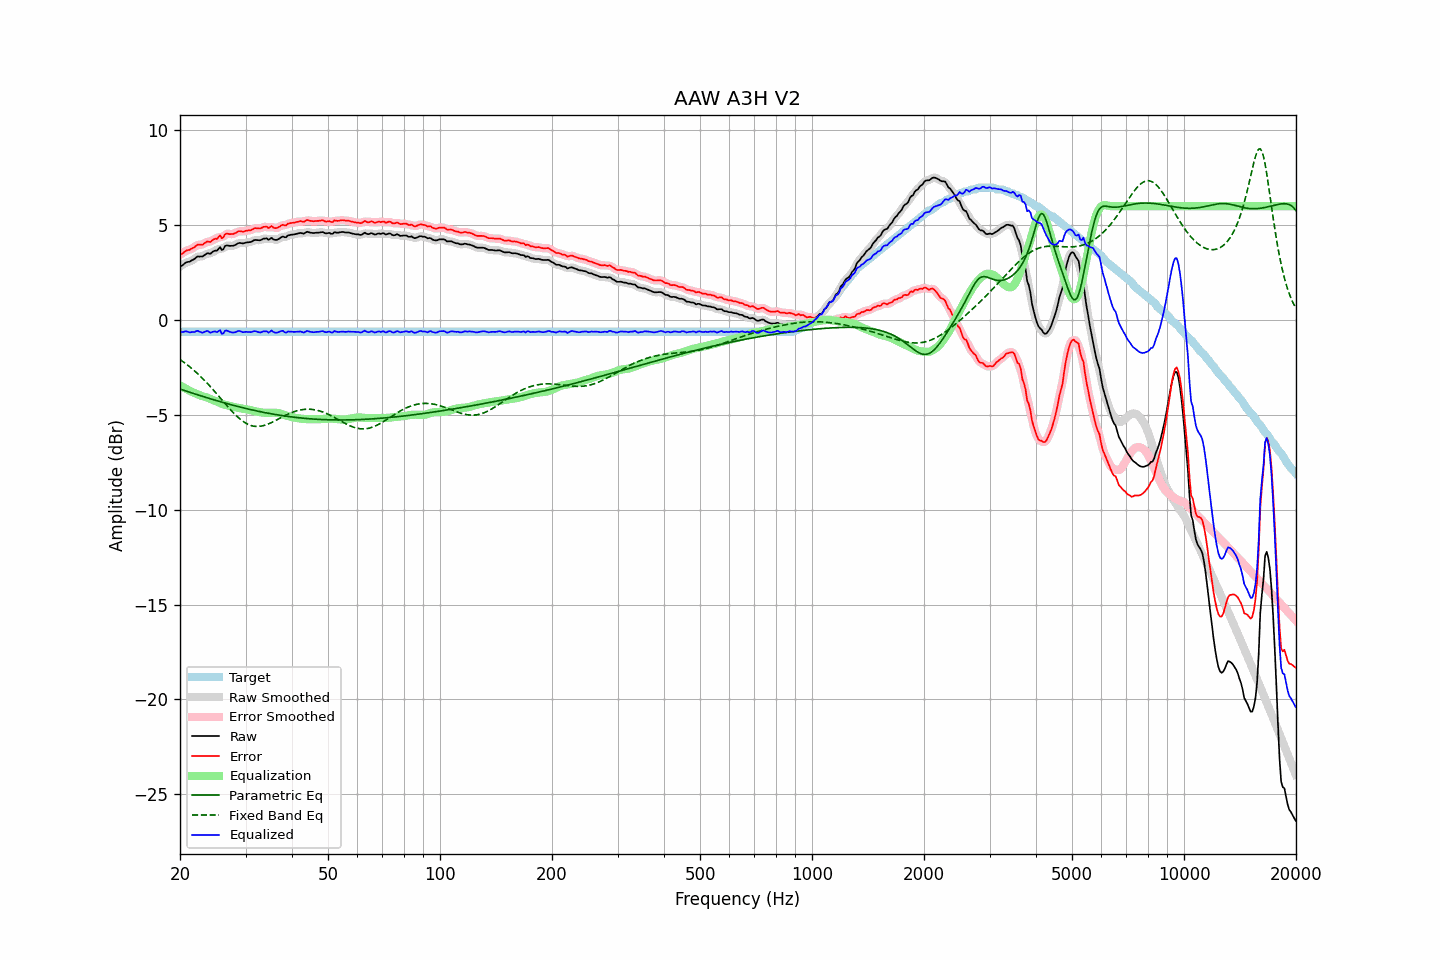 AAW A3H V2
10
5
0
−5
−10
−15
−20
−25
Amplitude (dBr)
Target
Raw Smoothed
Error Smoothed
Raw
Error
Equalization
Parametric Eq
Fixed Band Eq
Equalized
20 50 100 200 500 1000 2000 5000 10000 20000
Frequency (Hz)